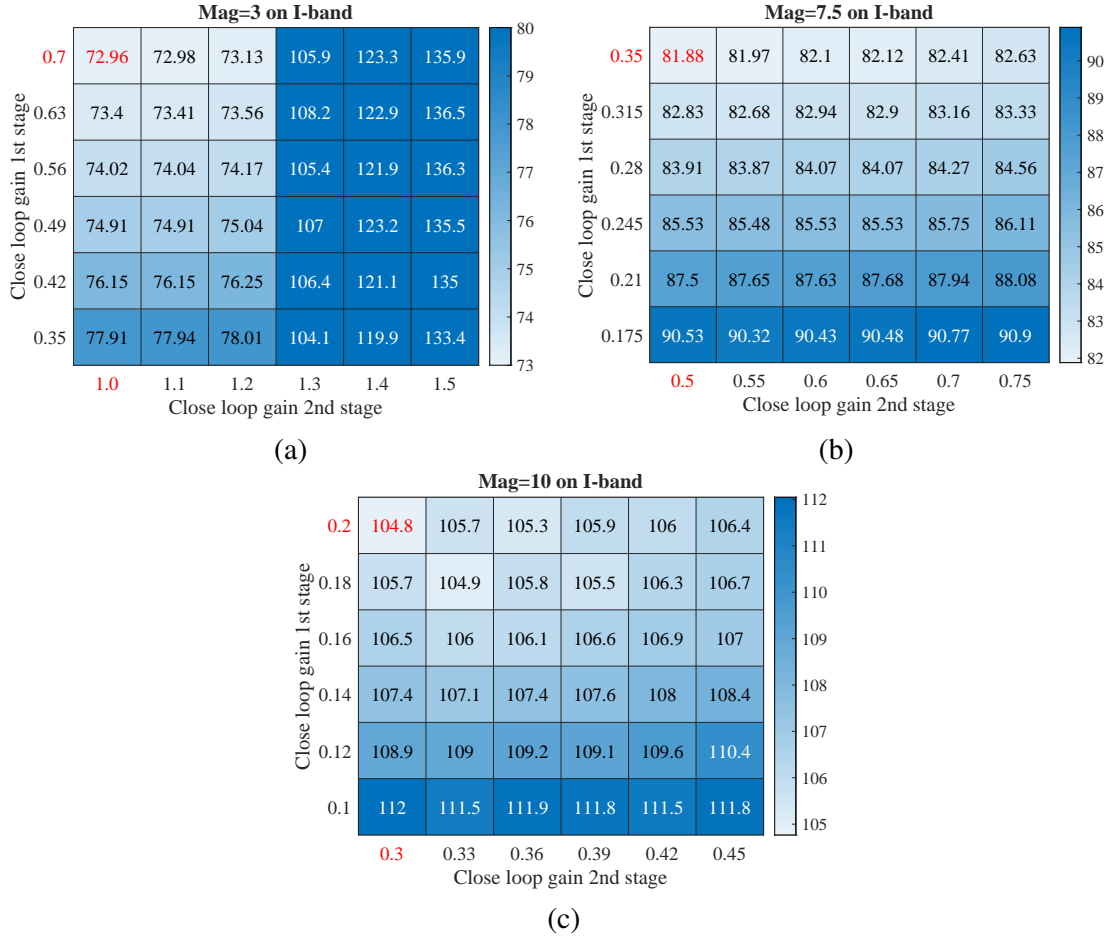 Mag=3 on I-band
Close loop gain 1st stage
0.7 72.96 72.98 73.13 105.9 123.3 135.9
0.63 73.4 73.41 73.56 108.2 122.9 136.5
0.56 74.02 74.04 74.17 105.4 121.9 136.3
0.49 74.91 74.91 75.04 107 123.2 135.5
0.42 76.15 76.15 76.25 106.4 121.1 135
0.35 77.91 77.94 78.01 104.1 119.9 133.4
1.0 1.1 1.2 1.3 1.4 1.5
Close loop gain 2nd stage
80
79
78
77
76
75
74
73
(a)
Mag=7.5 on I-band
Close loop gain 1st stage
0.35 81.88 81.97 82.1 82.12 82.41 82.63
0.315 82.83 82.68 82.94 82.9 83.16 83.33
0.28 83.91 83.87 84.07 84.07 84.27 84.56
0.245 85.53 85.48 85.53 85.53 85.75 86.11
0.21 87.5 87.65 87.63 87.68 87.94 88.08
0.175 90.53 90.32 90.43 90.48 90.77 90.9
0.5 0.55 0.6 0.65 0.7 0.75
Close loop gain 2nd stage
90
89
88
87
86
85
84
83
82
(b)
Mag=10 on I-band
Close loop gain 1st stage
0.2 104.8 105.7 105.3 105.9 106 106.4
0.18 105.7 104.9 105.8 105.5 106.3 106.7
0.16 106.5 106 106.1 106.6 106.9 107
0.14 107.4 107.1 107.4 107.6 108 108.4
0.12 108.9 109 109.2 109.1 109.6 110.4
0.1 112 111.5 111.9 111.8 111.5 111.8
0.3 0.33 0.36 0.39 0.42 0.45
Close loop gain 2nd stage
112
111
110
109
108
107
106
105
(c)